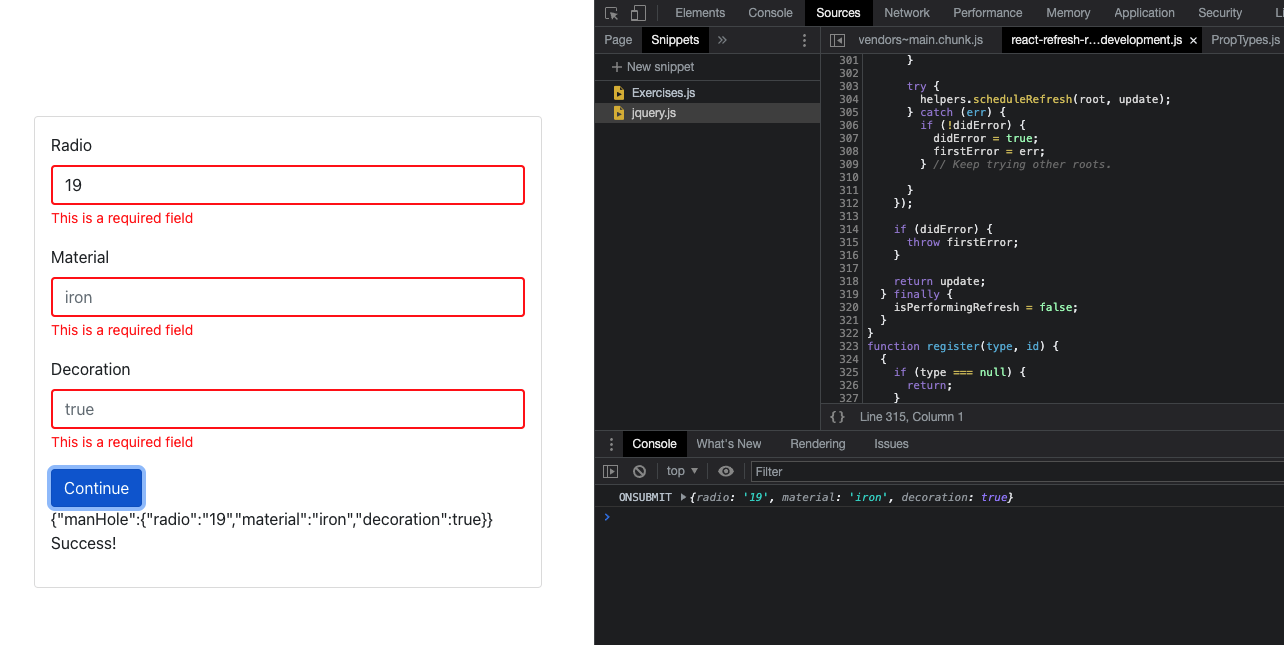 Radio
19
This is a required field
Material
iron
This is a required field
Decoration
true
This is a required field
Continue
{"manHole":{"radio":"19","material":"iron","decoration":true}}
Success!
Elements Console Sources Network Performance Memory Application Security Li
Page Snippets »
vendors~main.chunk.js react-refresh-r…development.js × PropTypes.js
+ New snippet
Exercises.js
jquery.js
301 }
302
303 try {
304 helpers.scheduleRefresh(root, update);
305 } catch (err) {
306 if (!didError) {
307 didError = true;
308 firstError = err;
309 } // Keep trying other roots.
310
311 }
312 });
313
314 if (didError) {
315 throw firstError;
316 }
317
318 return update;
319 } finally {
320 isPerformingRefresh = false;
321 }
322 }
323 function register(type, id) {
324 {
325 if (type === null) {
326 return;
327 }
{} Line 315, Column 1
Console What's New Rendering Issues
top ▼ Filter
ONSUBMIT ▶{radio: '19', material: 'iron', decoration: true}
>